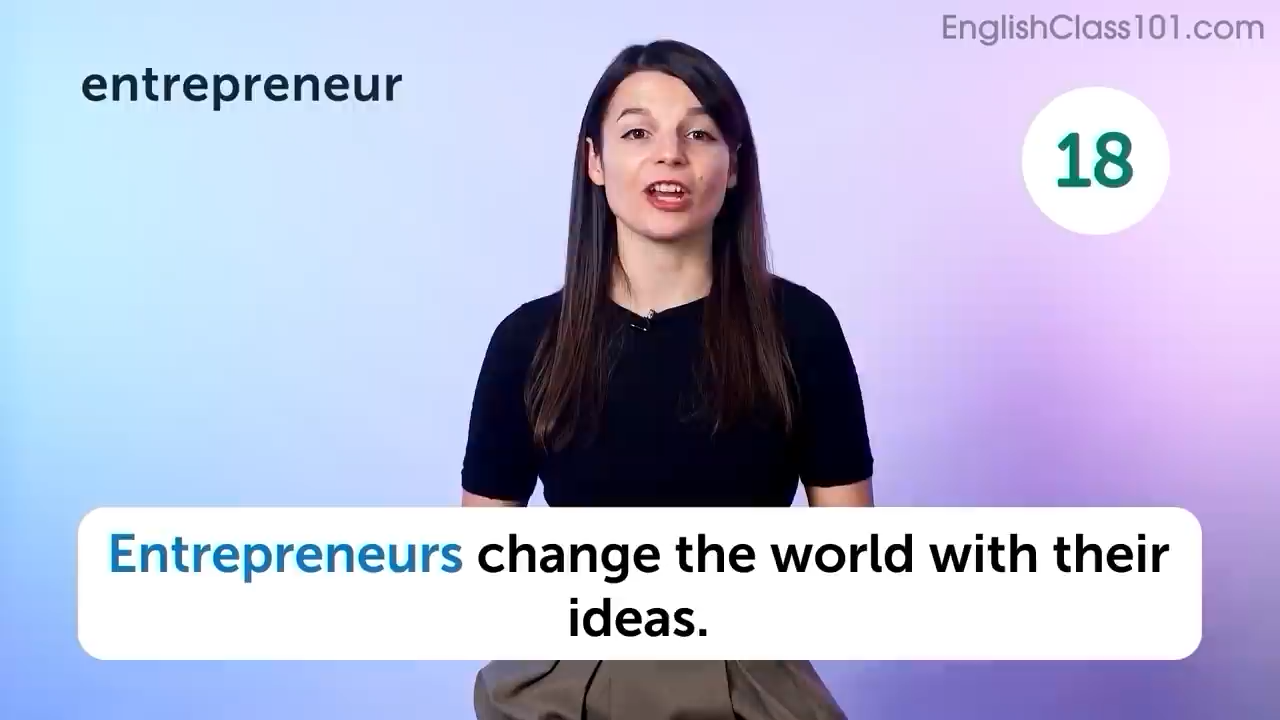 EnglishClass101.com
entrepreneur
18
Entrepreneurs change the world with their
ideas.